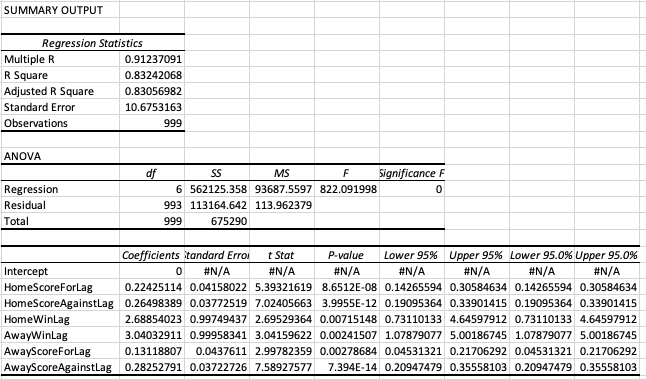 SUMMARY OUTPUT
Regression Statistics
Multiple R 0.91237091
R Square 0.83242068
Adjusted R Square 0.83056982
Standard Error 10.6753163
Observations 999
ANOVA
df SS MS F Significance F
Regression 6 562125.358 93687.5597 822.091998 0
Residual 993 113164.642 113.962379
Total 999 675290
Coefficients Standard Error t Stat P-value Lower 95% Upper 95% Lower 95.0% Upper 95.0%
Intercept 0 #N/A #N/A #N/A #N/A #N/A #N/A #N/A
HomeScoreForLag 0.22425114 0.04158022 5.39321619 8.6512E-08 0.14265594 0.30584634 0.14265594 0.30584634
HomeScoreAgainstLag 0.26498389 0.03772519 7.02405663 3.9955E-12 0.19095364 0.33901415 0.19095364 0.33901415
HomeWinLag 2.68854023 0.99749437 2.69529364 0.00715148 0.73110133 4.64597912 0.73110133 4.64597912
AwayWinLag 3.04032911 0.99958341 3.04159622 0.00241507 1.07879077 5.00186745 1.07879077 5.00186745
AwayScoreForLag 0.13118807 0.0437611 2.99782359 0.00278684 0.04531321 0.21706292 0.04531321 0.21706292
AwayScoreAgainstLag 0.28252791 0.03722726 7.58927577 7.394E-14 0.20947479 0.35558103 0.20947479 0.35558103